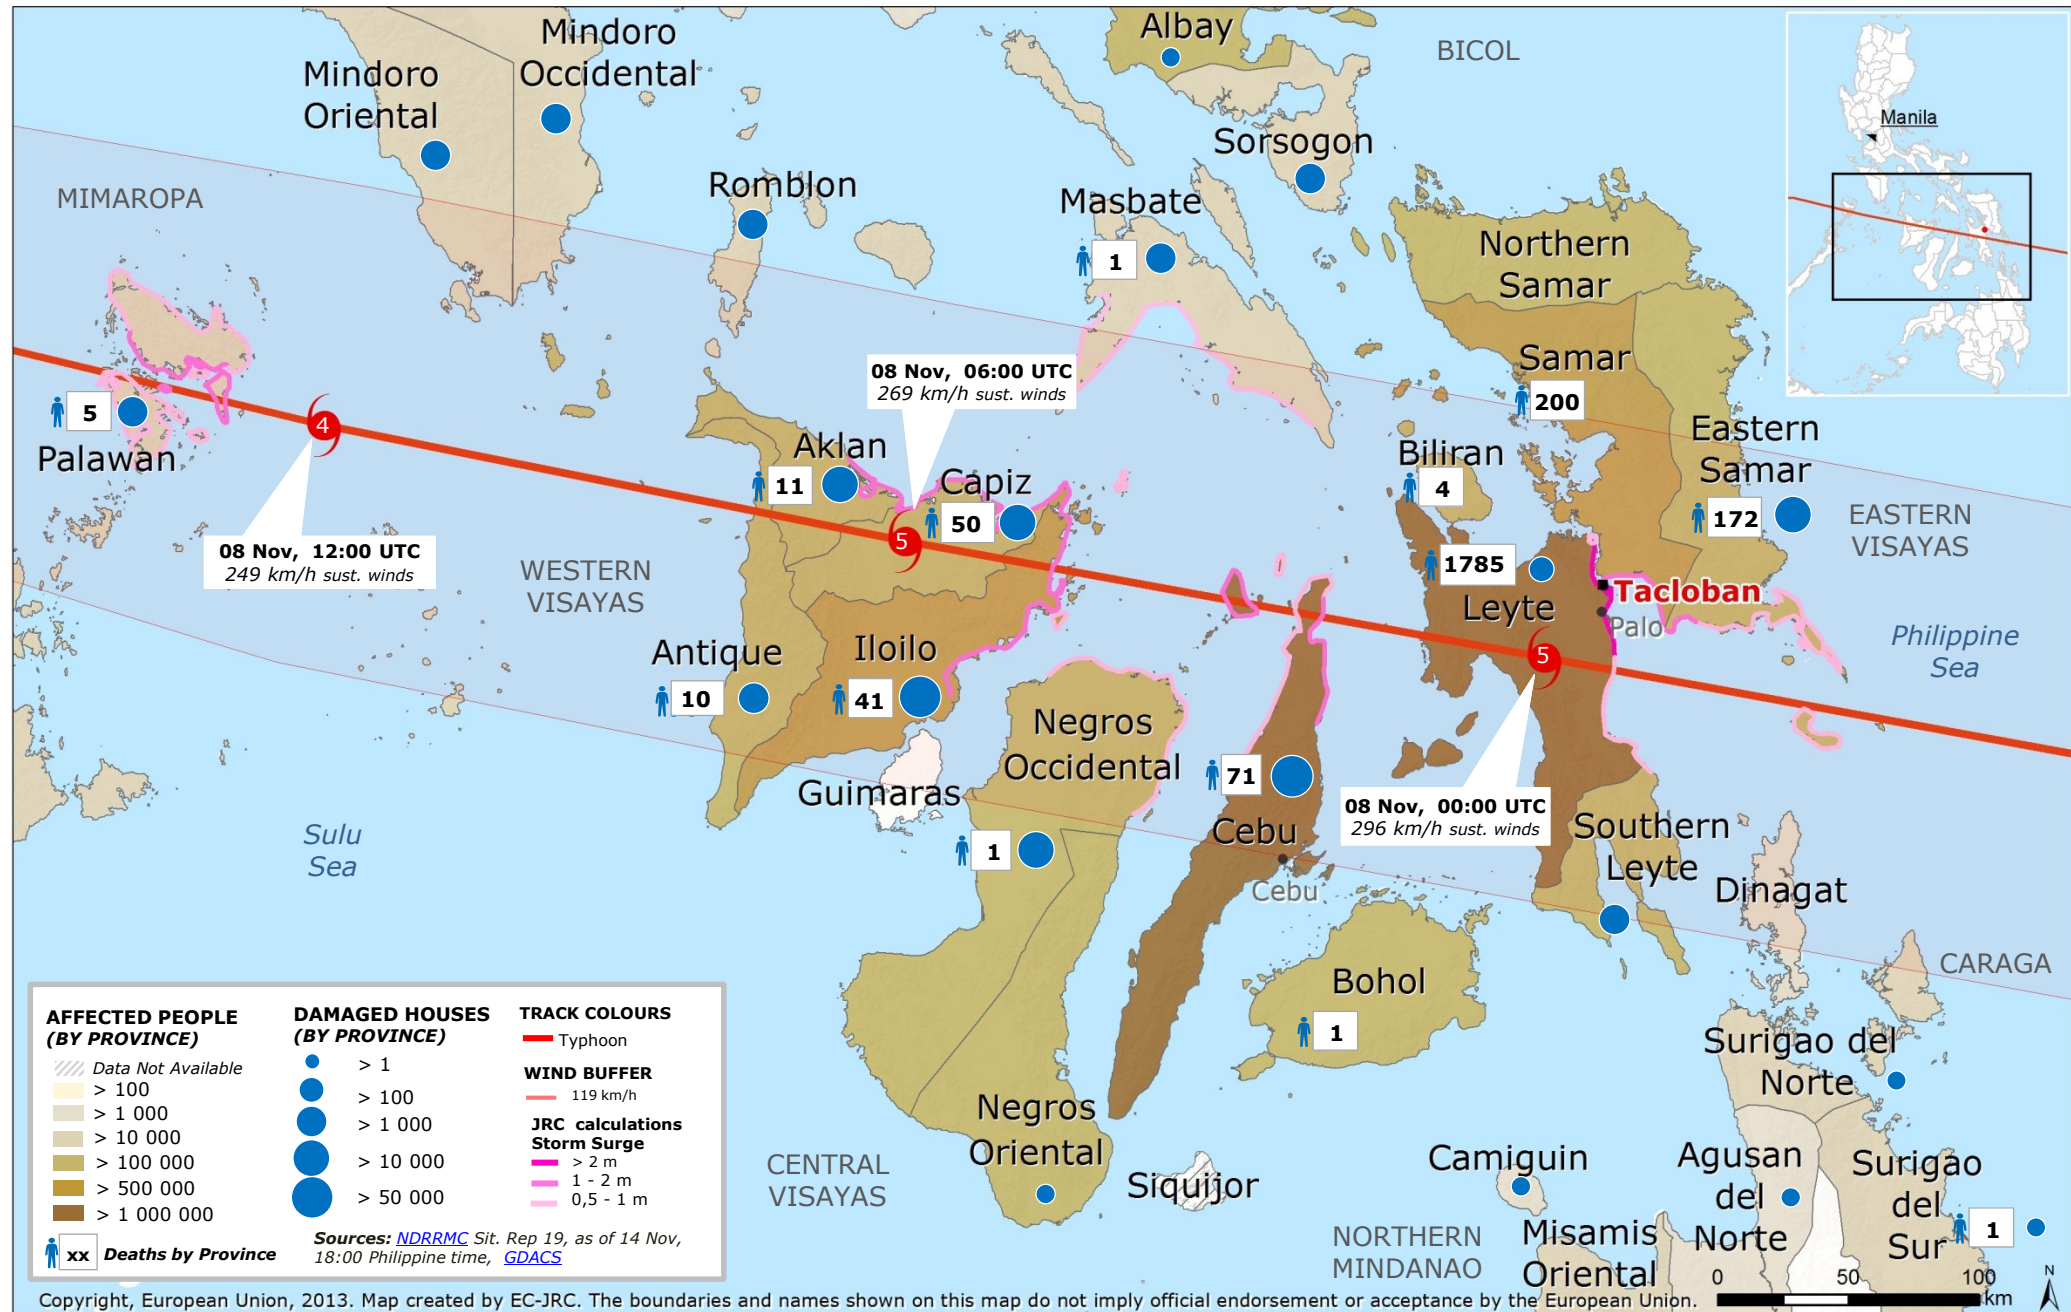 Albay
BICOL
Mindoro
Occidental
Mindoro
Oriental
Manila
Sorsogon
MIMAROPA
Romblon
Masbate
1
Northern
Samar
Samar
200
08 Nov,  06:00 UTC
269 km/h sust. winds
4
5
Palawan
Aklan
11
Capiz
50
Biliran
4
Eastern
Samar
172
EASTERN
VISAYAS
08 Nov,  12:00 UTC
249 km/h sust. winds
5
WESTERN
VISAYAS
1785
Leyte
Tacloban
Palo
Philippine
Sea
5
Antique
10
Iloilo
41
Negros
Occidental
Guimaras
71
Cebu
Cebu
08 Nov,  00:00 UTC
296 km/h sust. winds
Southern
Leyte
Dinagat
Sulu
Sea
1
CARAGA
Bohol
1
Surigao del
Norte
Negros
Oriental
CENTRAL
VISAYAS
Siquijor
Camiguin
Agusan
del
Norte
Surigao
del
Sur
1
NORTHERN
MINDANAO
Misamis
Oriental
AFFECTED PEOPLE
(BY PROVINCE)
Data Not Available
> 100
> 1 000
> 10 000
> 100 000
> 500 000
> 1 000 000
xx Deaths by Province
DAMAGED HOUSES
(BY PROVINCE)
> 1
> 100
> 1 000
> 10 000
> 50 000
TRACK COLOURS
Typhoon
WIND BUFFER
119 km/h
JRC calculations
Storm Surge
> 2 m
1 - 2 m
0,5 - 1 m
Sources: NDRRMC Sit. Rep 19, as of 14 Nov,
18:00 Philippine time, GDACS
0 50 100
km
N
Copyright, European Union, 2013. Map created by EC-JRC. The boundaries and names shown on this map do not imply official endorsement or acceptance by the European Union.